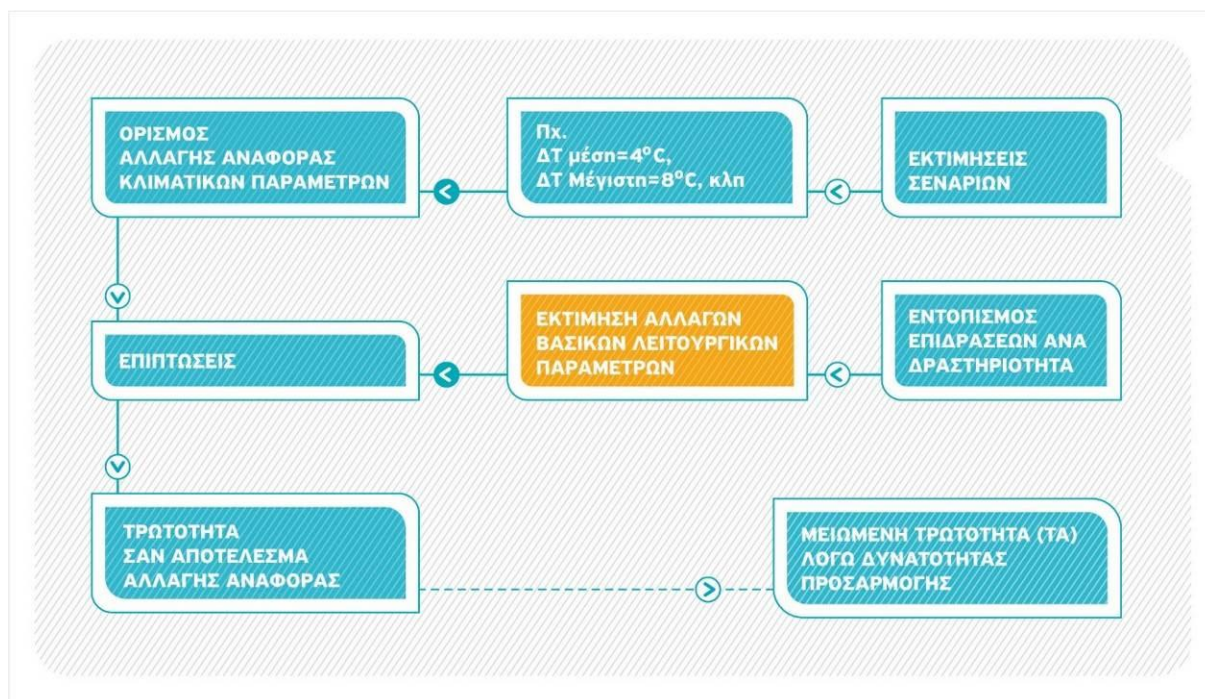 ΟΡΙΣΜΟΣ
ΑΛΛΑΓΗΣ ΑΝΑΦΟΡΑΣ
ΚΛΙΜΑΤΙΚΩΝ ΠΑΡΑΜΕΤΡΩΝ
Πχ.
ΔΤ μέση=4°C,
ΔΤ Μέγιστη=8°C, κλπ
ΕΚΤΙΜΗΣΕΙΣ
ΣΕΝΑΡΙΩΝ
ΕΠΙΠΤΩΣΕΙΣ
ΕΚΤΙΜΗΣΗ ΑΛΛΑΓΩΝ
ΒΑΣΙΚΩΝ ΛΕΙΤΟΥΡΓΙΚΩΝ
ΠΑΡΑΜΕΤΡΩΝ
ΕΝΤΟΠΙΣΜΟΣ
ΕΠΙΔΡΑΣΕΩΝ ΑΝΑ
ΔΡΑΣΤΗΡΙΟΤΗΤΑ
ΤΡΩΤΟΤΗΤΑ
ΣΑΝ ΑΠΟΤΕΛΕΣΜΑ
ΑΛΛΑΓΗΣ ΑΝΑΦΟΡΑΣ
ΜΕΙΩΜΕΝΗ ΤΡΩΤΟΤΗΤΑ (ΤΑ)
ΛΟΓΩ ΔΥΝΑΤΟΤΗΤΑΣ
ΠΡΟΣΑΡΜΟΓΗΣ